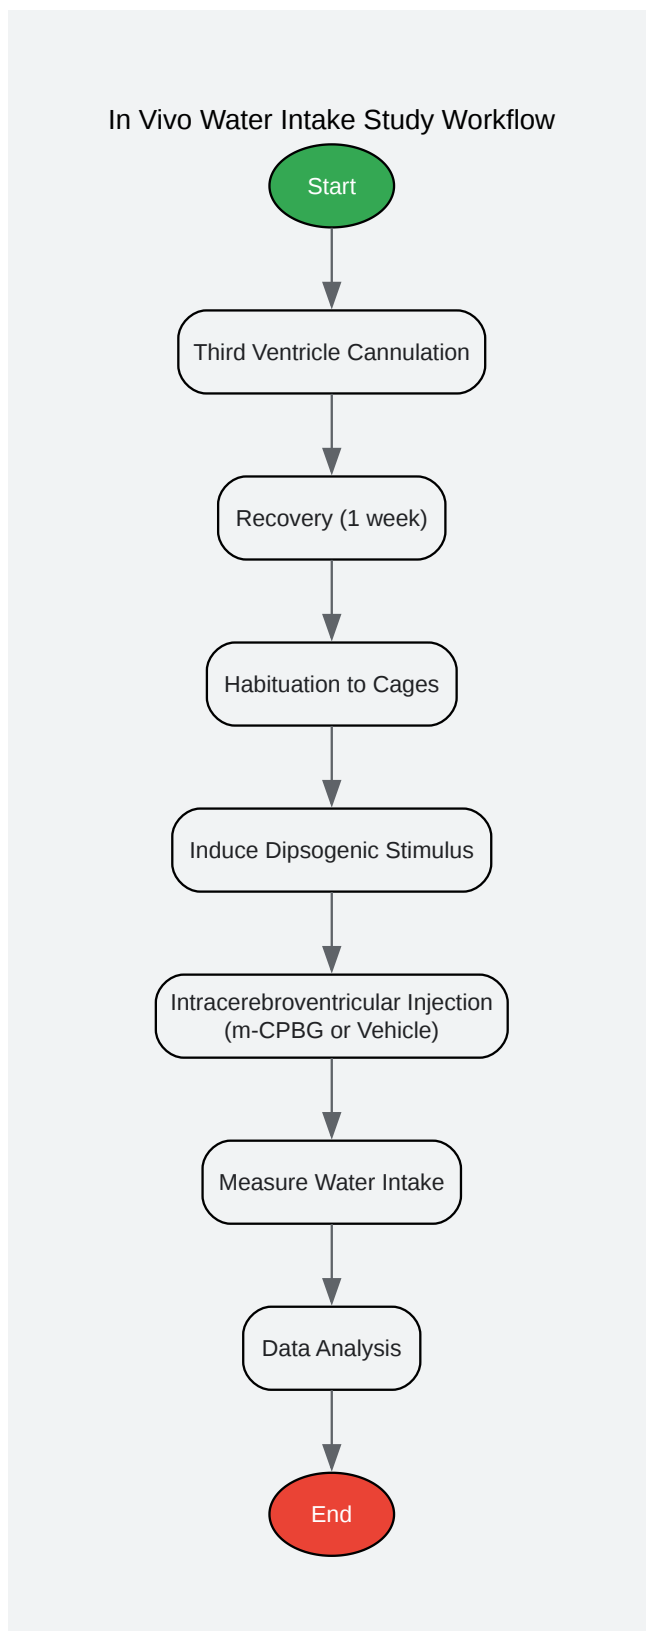 In Vivo Water Intake Study Workflow
Start
Third Ventricle Cannulation
Recovery (1 week)
Habituation to Cages
Induce Dipsogenic Stimulus
Intracerebroventricular Injection
(m-CPBG or Vehicle)
Measure Water Intake
Data Analysis
End